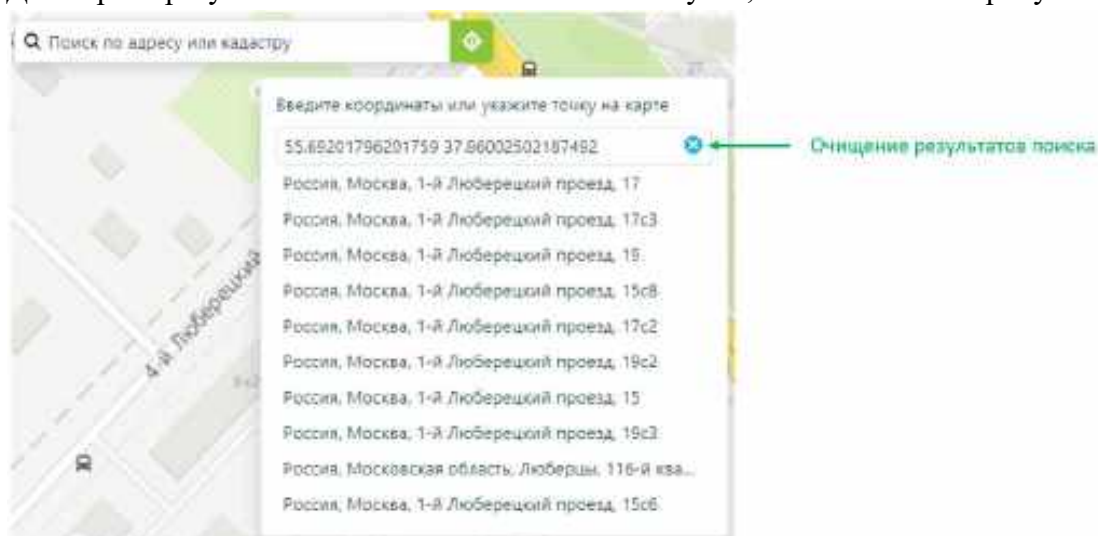 Поиск по адресу или кадастру
Введите координаты или укажите точку на карте
55.69201796201759 37.96002502187492
Очищение результатов поиска
Россия, Москва, 1-й Люберецкий проезд, 17
Россия, Москва, 1-й Люберецкий проезд, 17с3
Россия, Москва, 1-й Люберецкий проезд, 19
Россия, Москва, 1-й Люберецкий проезд, 15с8
Россия, Москва, 1-й Люберецкий проезд, 17с2
Россия, Москва, 1-й Люберецкий проезд, 19с2
Россия, Москва, 1-й Люберецкий проезд, 15
Россия, Москва, 1-й Люберецкий проезд, 19с3
Россия, Московская область, Люберцы, 116-й ква...
Россия, Москва, 1-й Люберецкий проезд, 15с6
4-й Люберецкий